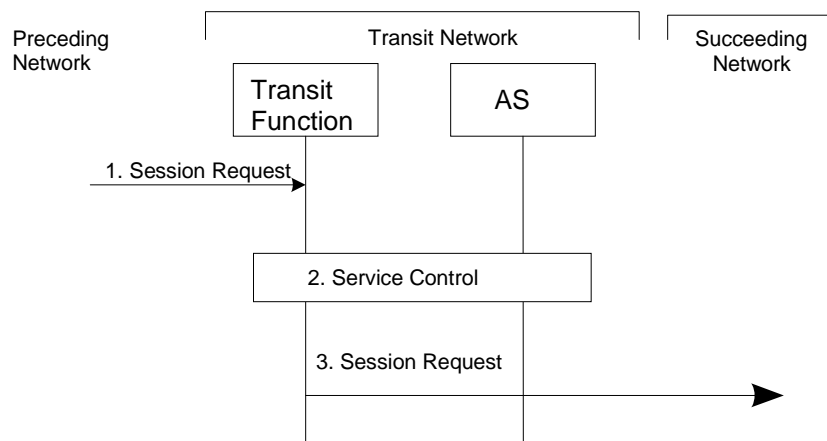 Preceding
Network
Transit Network
Succeeding
Network
Transit
Function
AS
1. Session Request
2. Service Control
3. Session Request